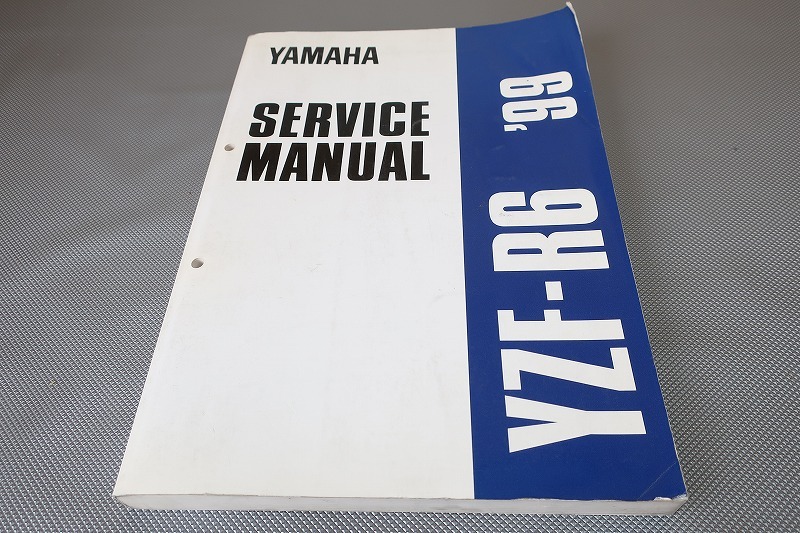 YAMAHA
SERVICE
MANUAL
YZF-R6 '99